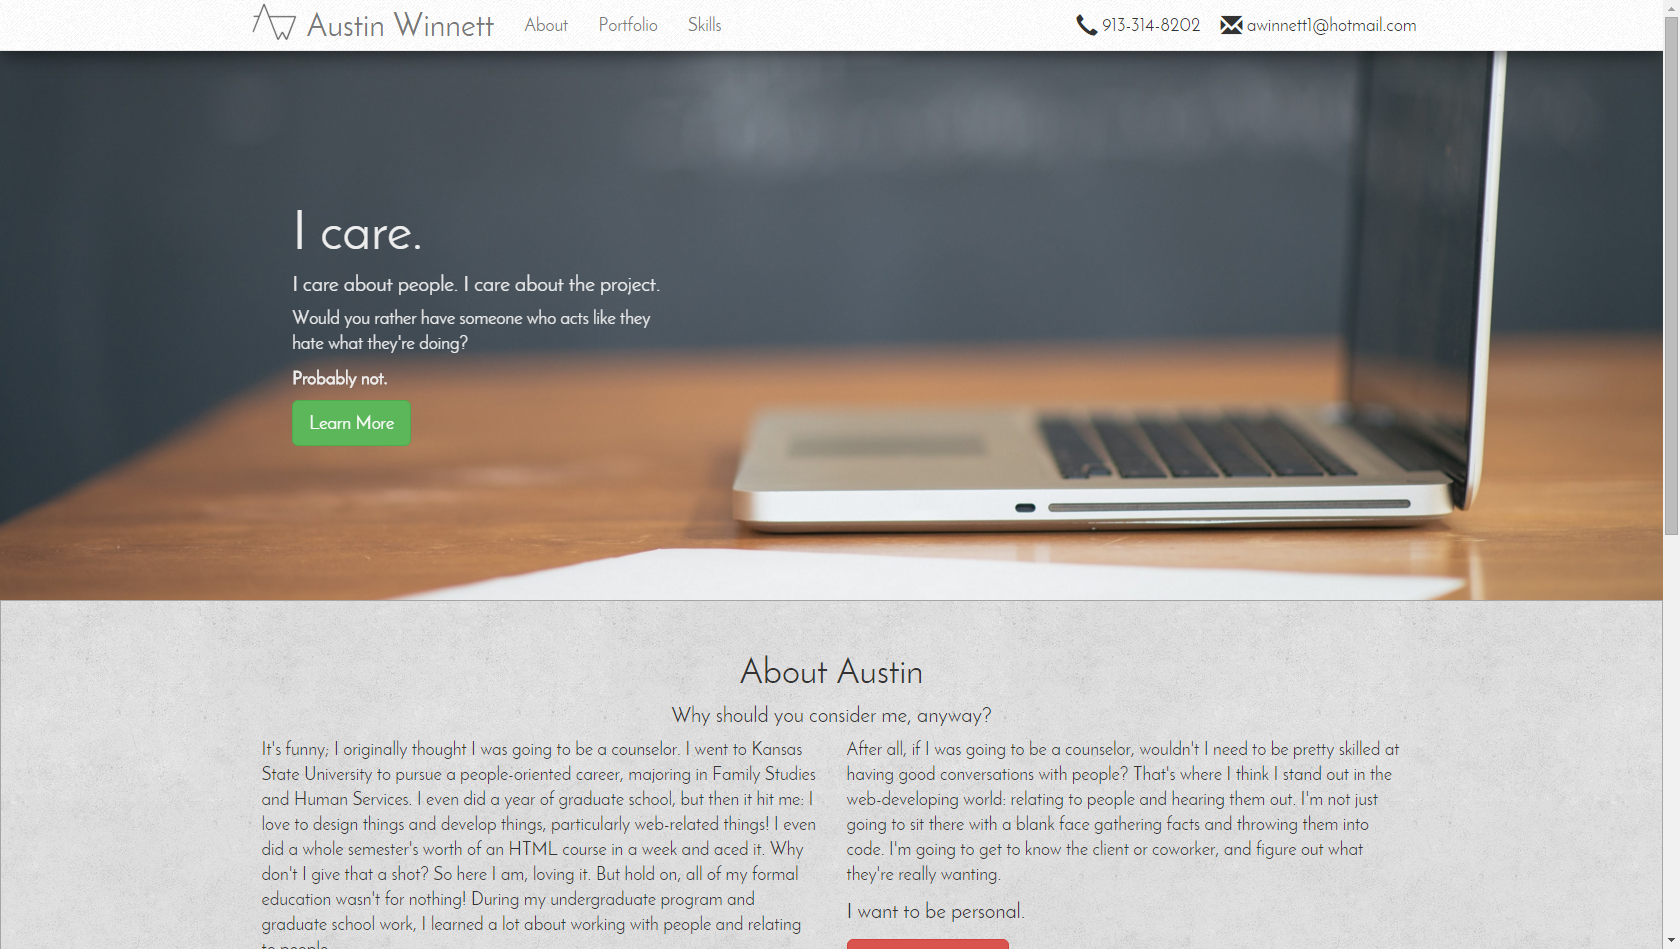 Austin Winnett About Portfolio Skills 913-314-8202 awinnett1@hotmail.com
I care.
I care about people. I care about the project.
Would you rather have someone who acts like they
hate what they're doing?
Probably not.
Learn More
About Austin
Why should you consider me, anyway?
It's funny; I originally thought I was going to be a counselor. I went to Kansas
State University to pursue a people-oriented career, majoring in Family Studies
and Human Services. I even did a year of graduate school, but then it hit me: I
love to design things and develop things, particularly web-related things! I even
did a whole semester's worth of an HTML course in a week and aced it. Why
don't I give that a shot? So here I am, loving it. But hold on, all of my formal
education wasn't for nothing! During my undergraduate program and
graduate school work, I learned a lot about working with people and relating
to people.
After all, if I was going to be a counselor, wouldn't I need to be pretty skilled at
having good conversations with people? That's where I think I stand out in the
web-developing world: relating to people and hearing them out. I'm not just
going to sit there with a blank face gathering facts and throwing them into
code. I'm going to get to know the client or coworker, and figure out what
they're really wanting.
I want to be personal.